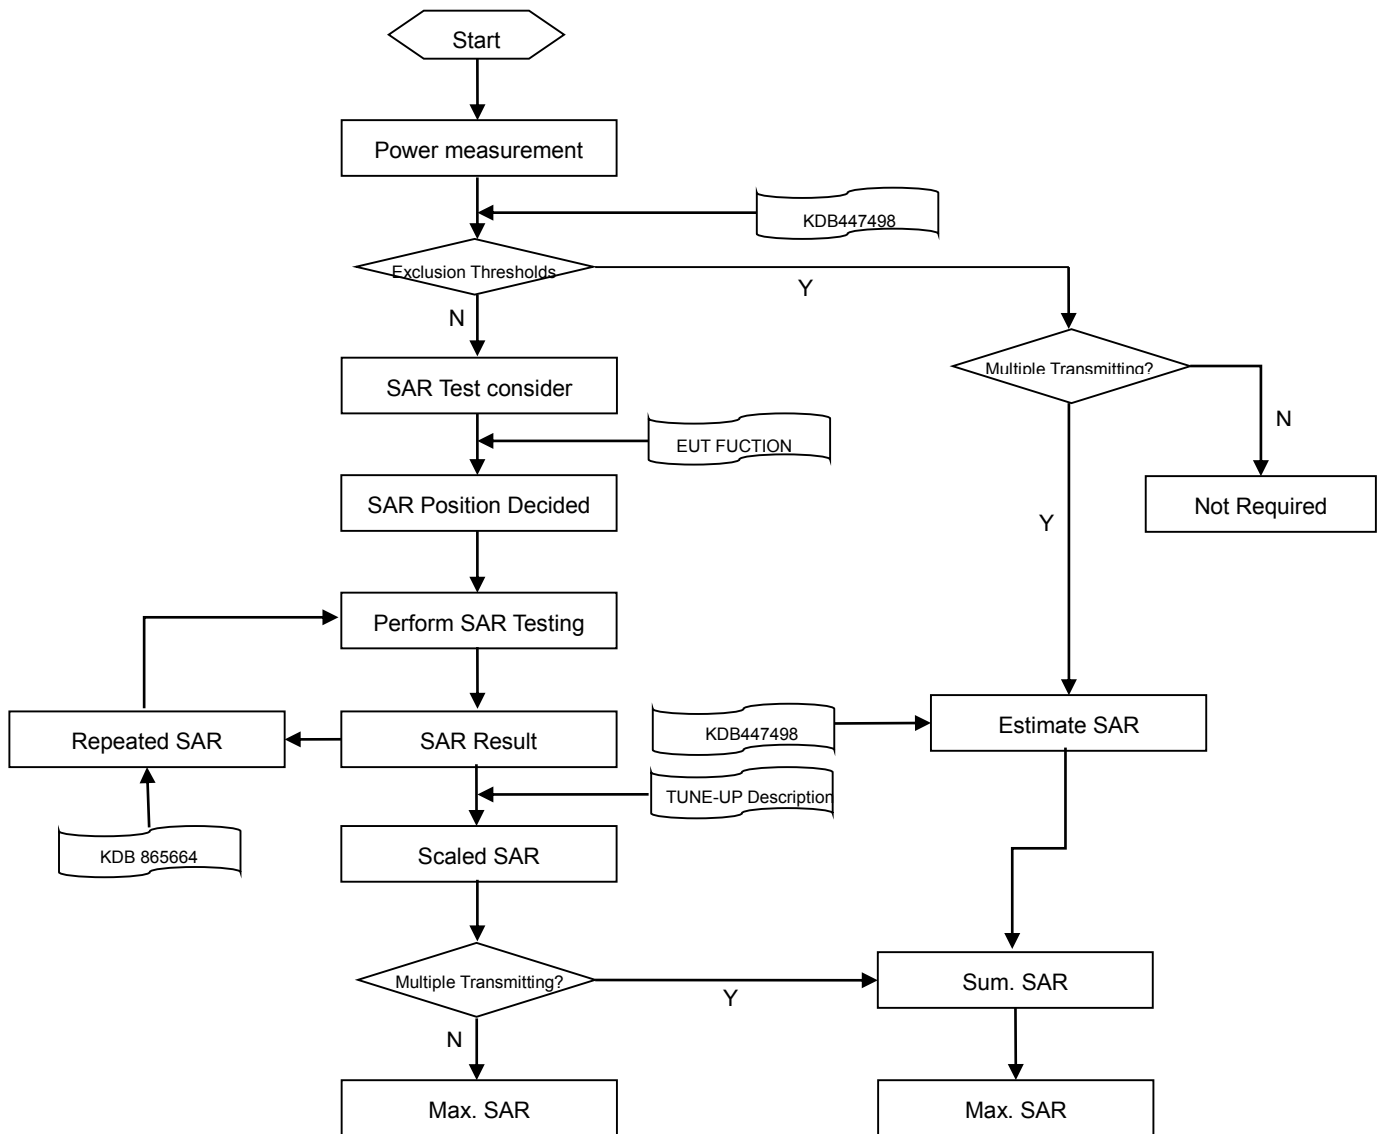 Start
Power measurement
KDB447498
Exclusion Thresholds
Y
N
Multiple Transmitting?
SAR Test consider
N
EUT FUCTION
SAR Position Decided
Not Required
Y
Perform SAR Testing
Repeated SAR
SAR Result
KDB447498
Estimate SAR
TUNE-UP Description
KDB 865664
Scaled SAR
Multiple Transmitting?
Y
Sum. SAR
N
Max. SAR
Max. SAR